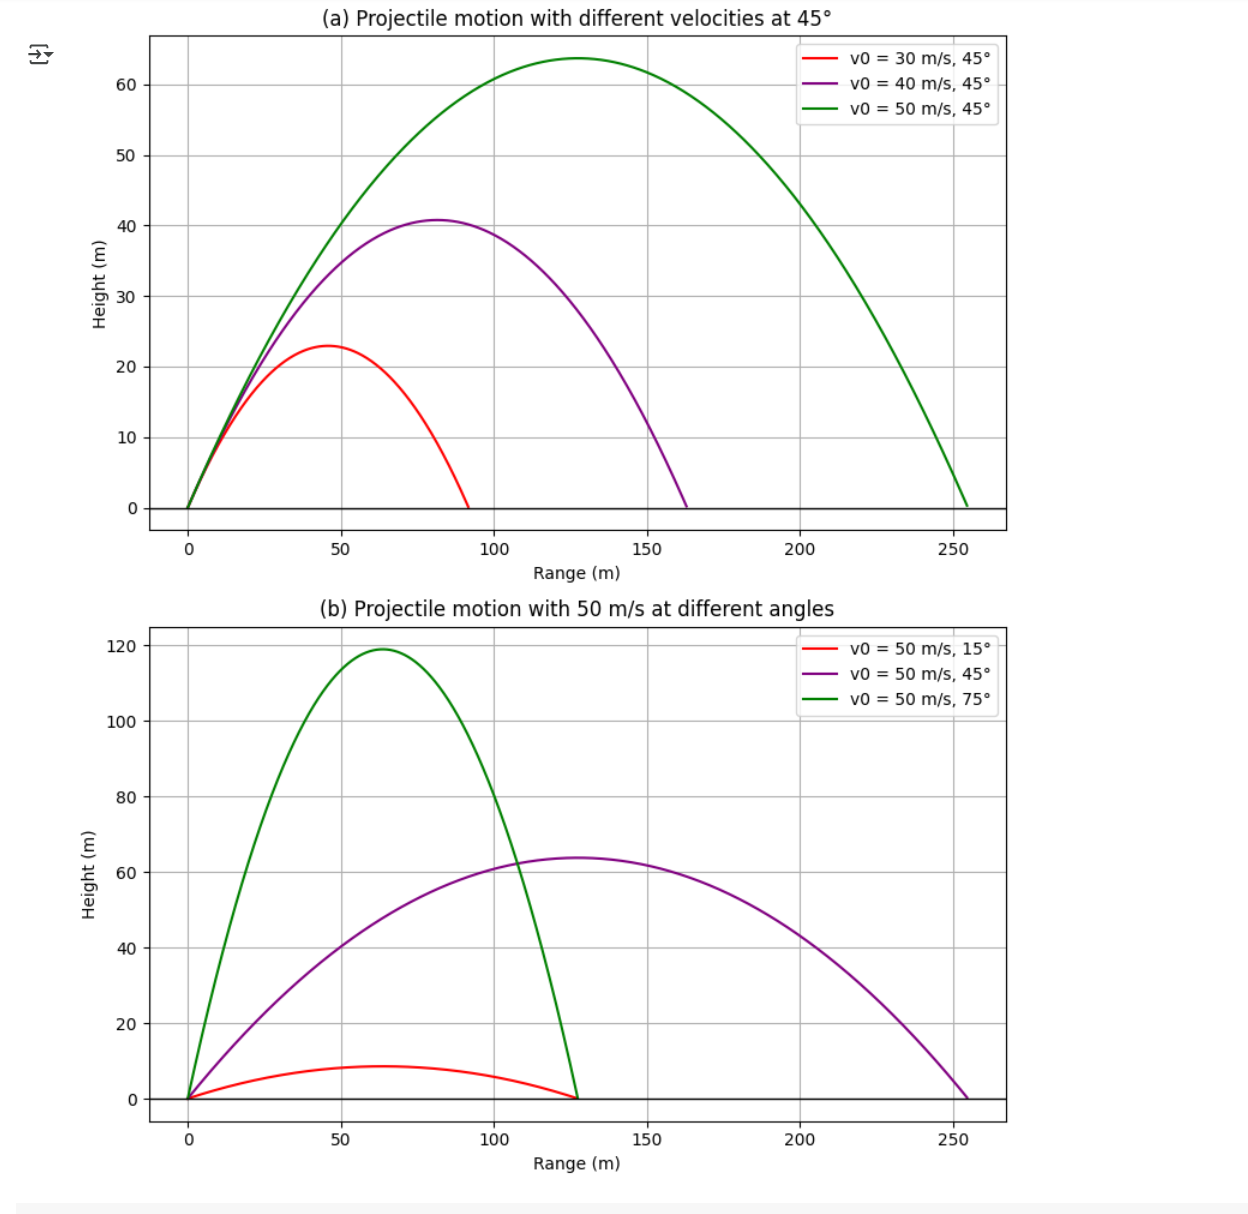 (a) Projectile motion with different velocities at 45°
v0 = 30 m/s, 45°
v0 = 40 m/s, 45°
v0 = 50 m/s, 45°
60
50
40
30
20
10
0
Height (m)
0 50 100 150 200 250
Range (m)
(b) Projectile motion with 50 m/s at different angles
v0 = 50 m/s, 15°
v0 = 50 m/s, 45°
v0 = 50 m/s, 75°
120
100
80
60
40
20
0
Height (m)
0 50 100 150 200 250
Range (m)